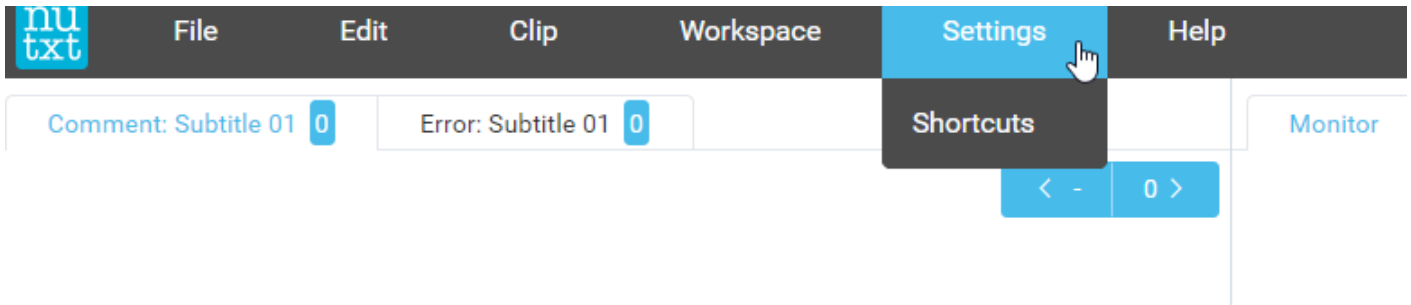 nu
txt
File Edit Clip Workspace Settings Help
Comment: Subtitle 01 0 Error: Subtitle 01 0 Shortcuts Monitor
< - 0 >